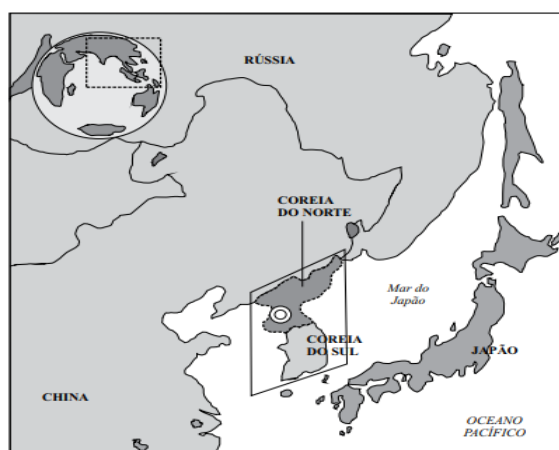 RÚSSIA
COREIA
DO NORTE
Mar do
Japão
COREIA
DO SUL
JAPÃO
CHINA
OCEANO
PACÍFICO